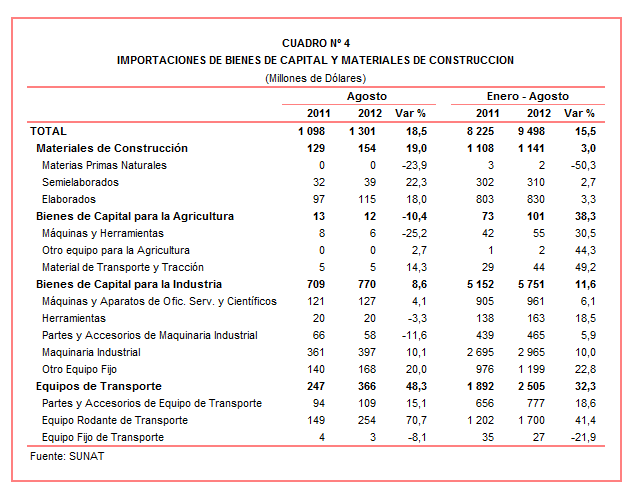 CUADRO Nº 4
IMPORTACIONES DE BIENES DE CAPITAL Y MATERIALES DE CONSTRUCCION
(Millones de Dólares)
Agosto Enero - Agosto
2011 2012 Var % 2011 2012 Var %
TOTAL 1 098 1 301 18,5 8 225 9 498 15,5
Materiales de Construcción 129 154 19,0 1 108 1 141 3,0
Materias Primas Naturales 0 0 -23,9 3 2 -50,3
Semielaborados 32 39 22,3 302 310 2,7
Elaborados 97 115 18,0 803 830 3,3
Bienes de Capital para la Agricultura 13 12 -10,4 73 101 38,3
Máquinas y Herramientas 8 6 -25,2 42 55 30,5
Otro equipo para la Agricultura 0 0 2,7 1 2 44,3
Material de Transporte y Tracción 5 5 14,3 29 44 49,2
Bienes de Capital para la Industria 709 770 8,6 5 152 5 751 11,6
Máquinas y Aparatos de Ofic. Serv. y Científicos 121 127 4,1 905 961 6,1
Herramientas 20 20 -3,3 138 163 18,5
Partes y Accesorios de Maquinaria Industrial 66 58 -11,6 439 465 5,9
Maquinaria Industrial 361 397 10,1 2 695 2 965 10,0
Otro Equipo Fijo 140 168 20,0 976 1 199 22,8
Equipos de Transporte 247 366 48,3 1 892 2 505 32,3
Partes y Accesorios de Equipo de Transporte 94 109 15,1 656 777 18,6
Equipo Rodante de Transporte 149 254 70,7 1 202 1 700 41,4
Equipo Fijo de Transporte 4 3 -8,1 35 27 -21,9
Fuente: SUNAT